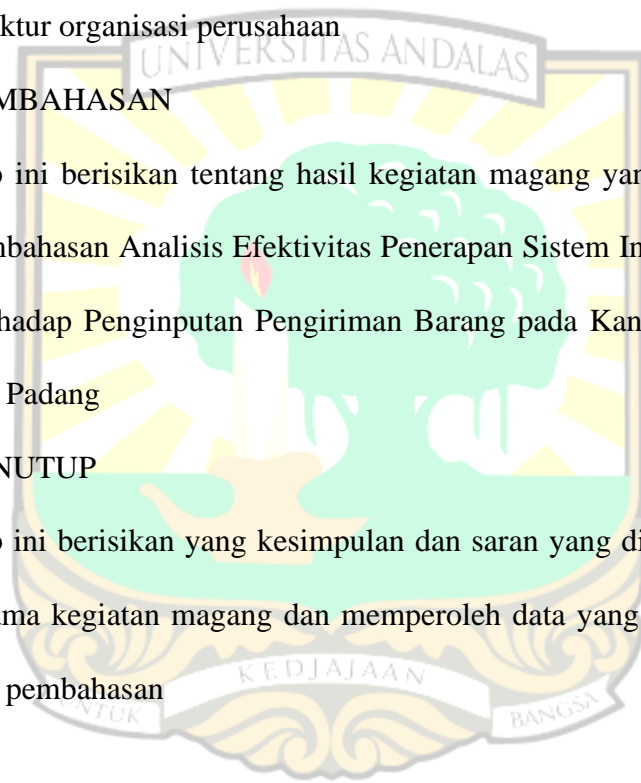 ktur organisasi perusahaan
UNIVERSITAS ANDALAS
MBAHASAN
ini berisikan tentang hasil kegiatan magang yan
nbahasan Analisis Efektivitas Penerapan Sistem In
hadap Penginputan Pengiriman Barang pada Kan
Padang
NUTUP
ini berisikan yang kesimpulan dan saran yang di
ama kegiatan magang dan memperoleh data yang
KEDJAJAAN
pembahasan
UNTUK
BANGSA